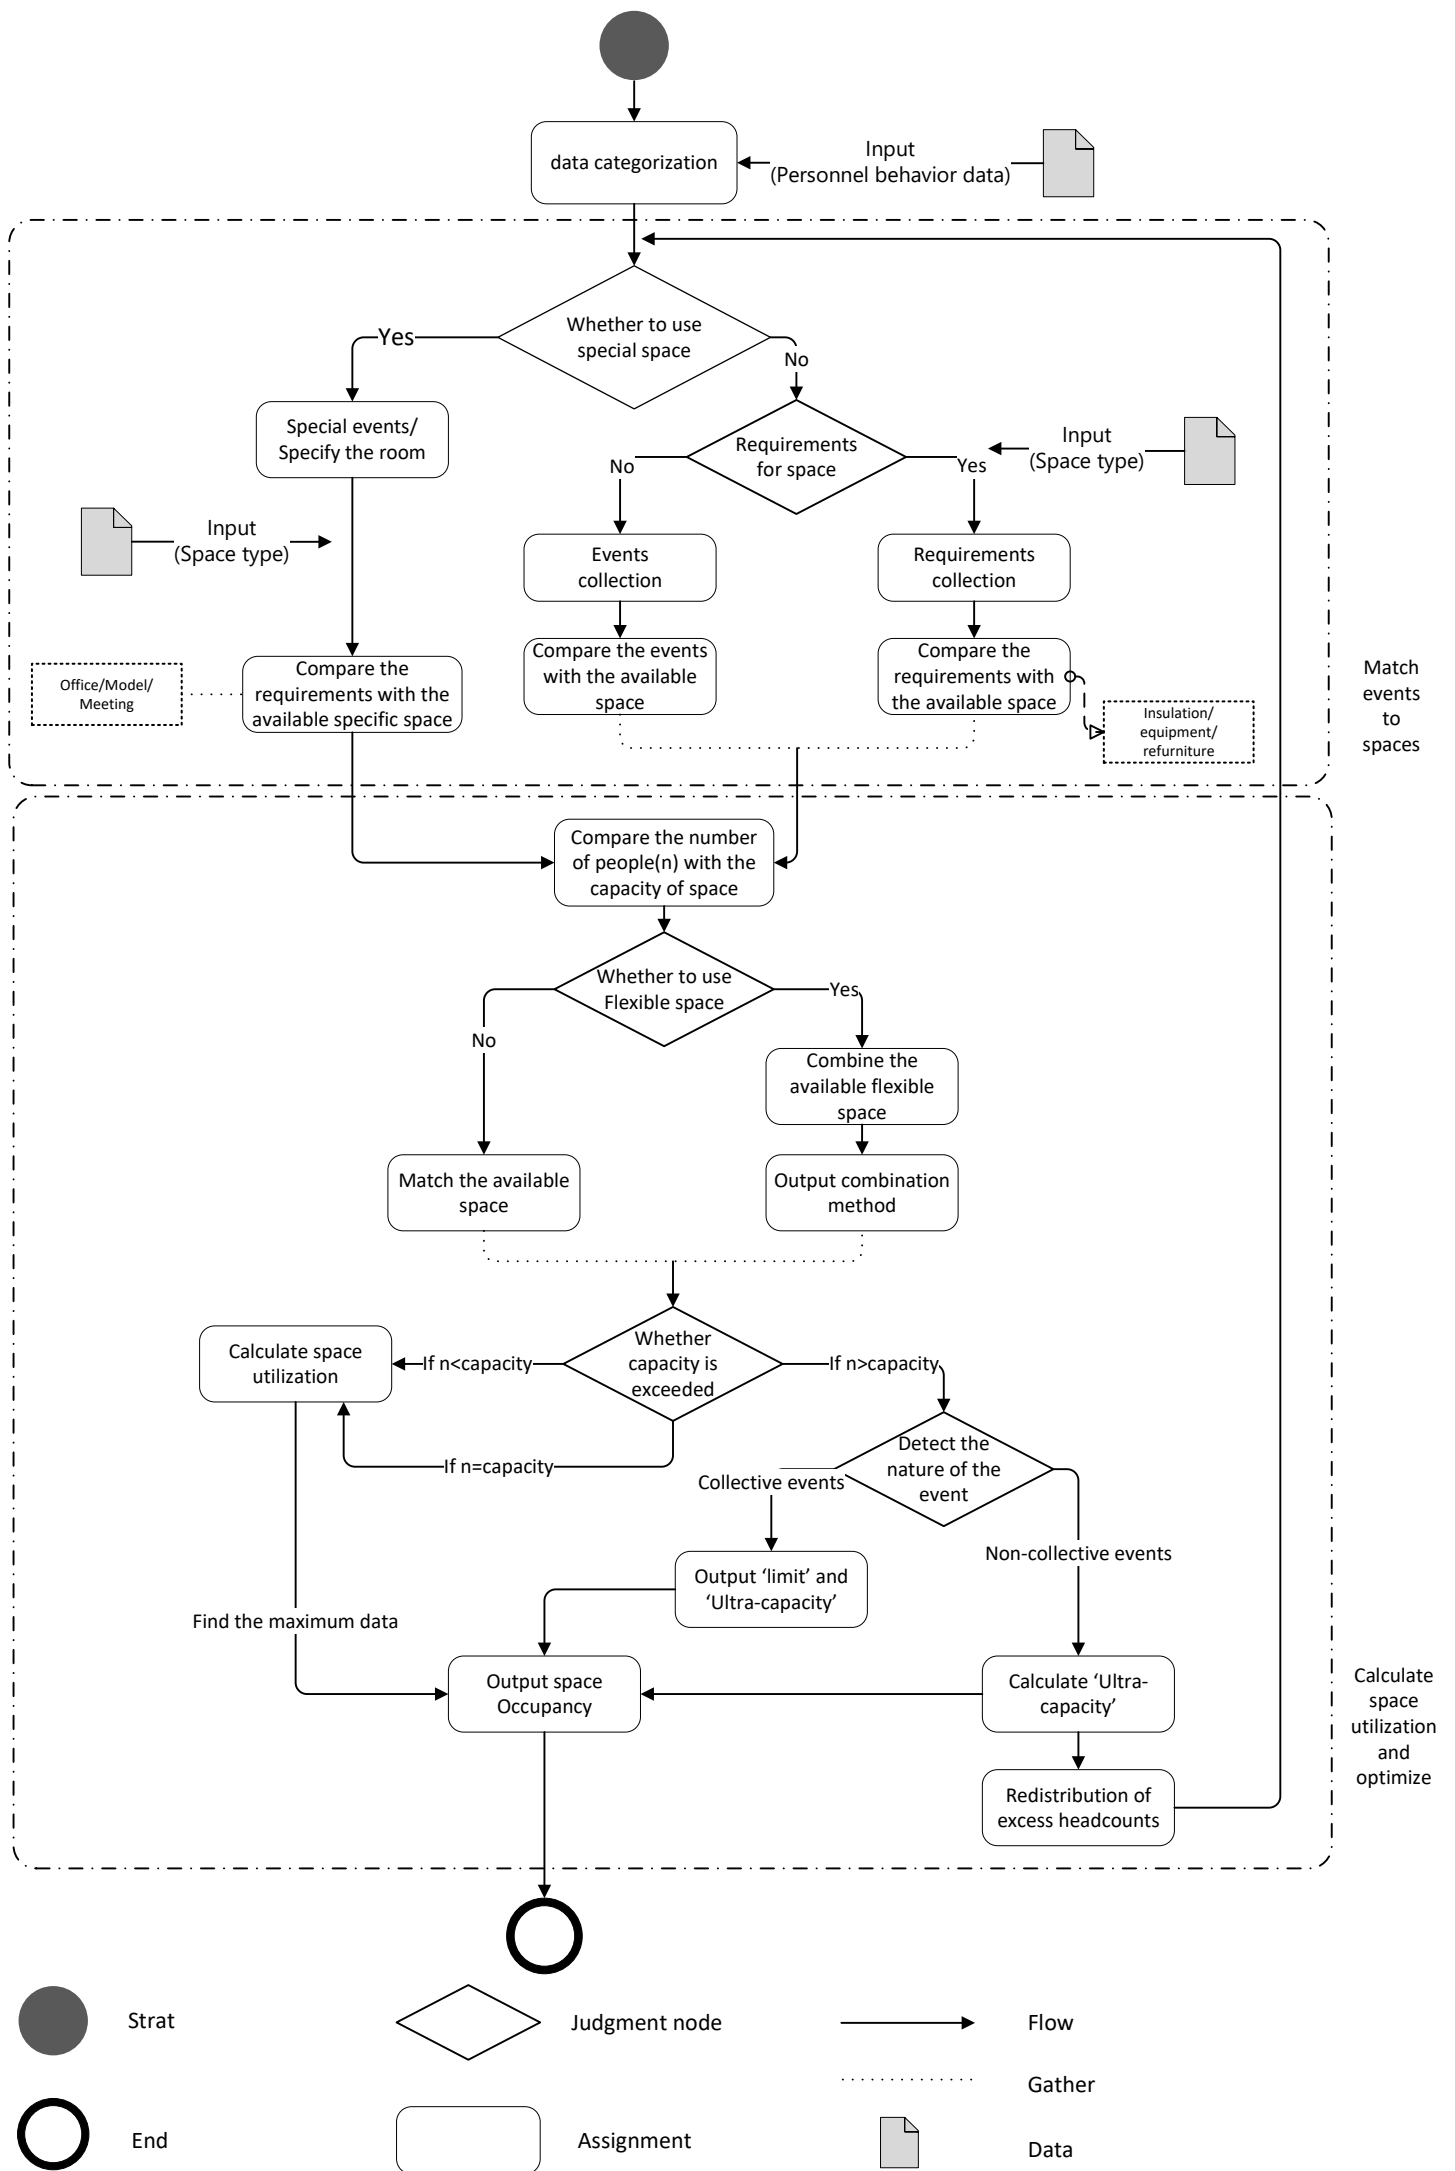 data categorization
Input
(Personnel behavior data)
Whether to use
special space
Yes
No
Special events/
Specify the room
Requirements
for space
Input
(Space type)
No
Yes
Input
(Space type)
Events
collection
Requirements
collection
Office/Model/
Meeting
Compare the
requirements with the
available specific space
Compare the events
with the available
space
Compare the
requirements with
the available space
Insulation/
equipment/
refurniture
Match
events
to
spaces
Compare the number
of people(n) with the
capacity of space
Whether to use
Flexible space
No
Yes
Combine the
available flexible
space
Match the available
space
Output combination
method
Calculate space
utilization
If n<capacity
Whether
capacity is
exceeded
If n>capacity
If n=capacity
Detect the
nature of the
event
Collective events
Non-collective events
Output ‘limit’ and
‘Ultra-capacity’
Find the maximum data
Output space
Occupancy
Calculate ‘Ultra-
capacity’
Redistribution of
excess headcounts
Calculate
space
utilization
and
optimize
Strat
Judgment node
Flow
Gather
End
Assignment
Data